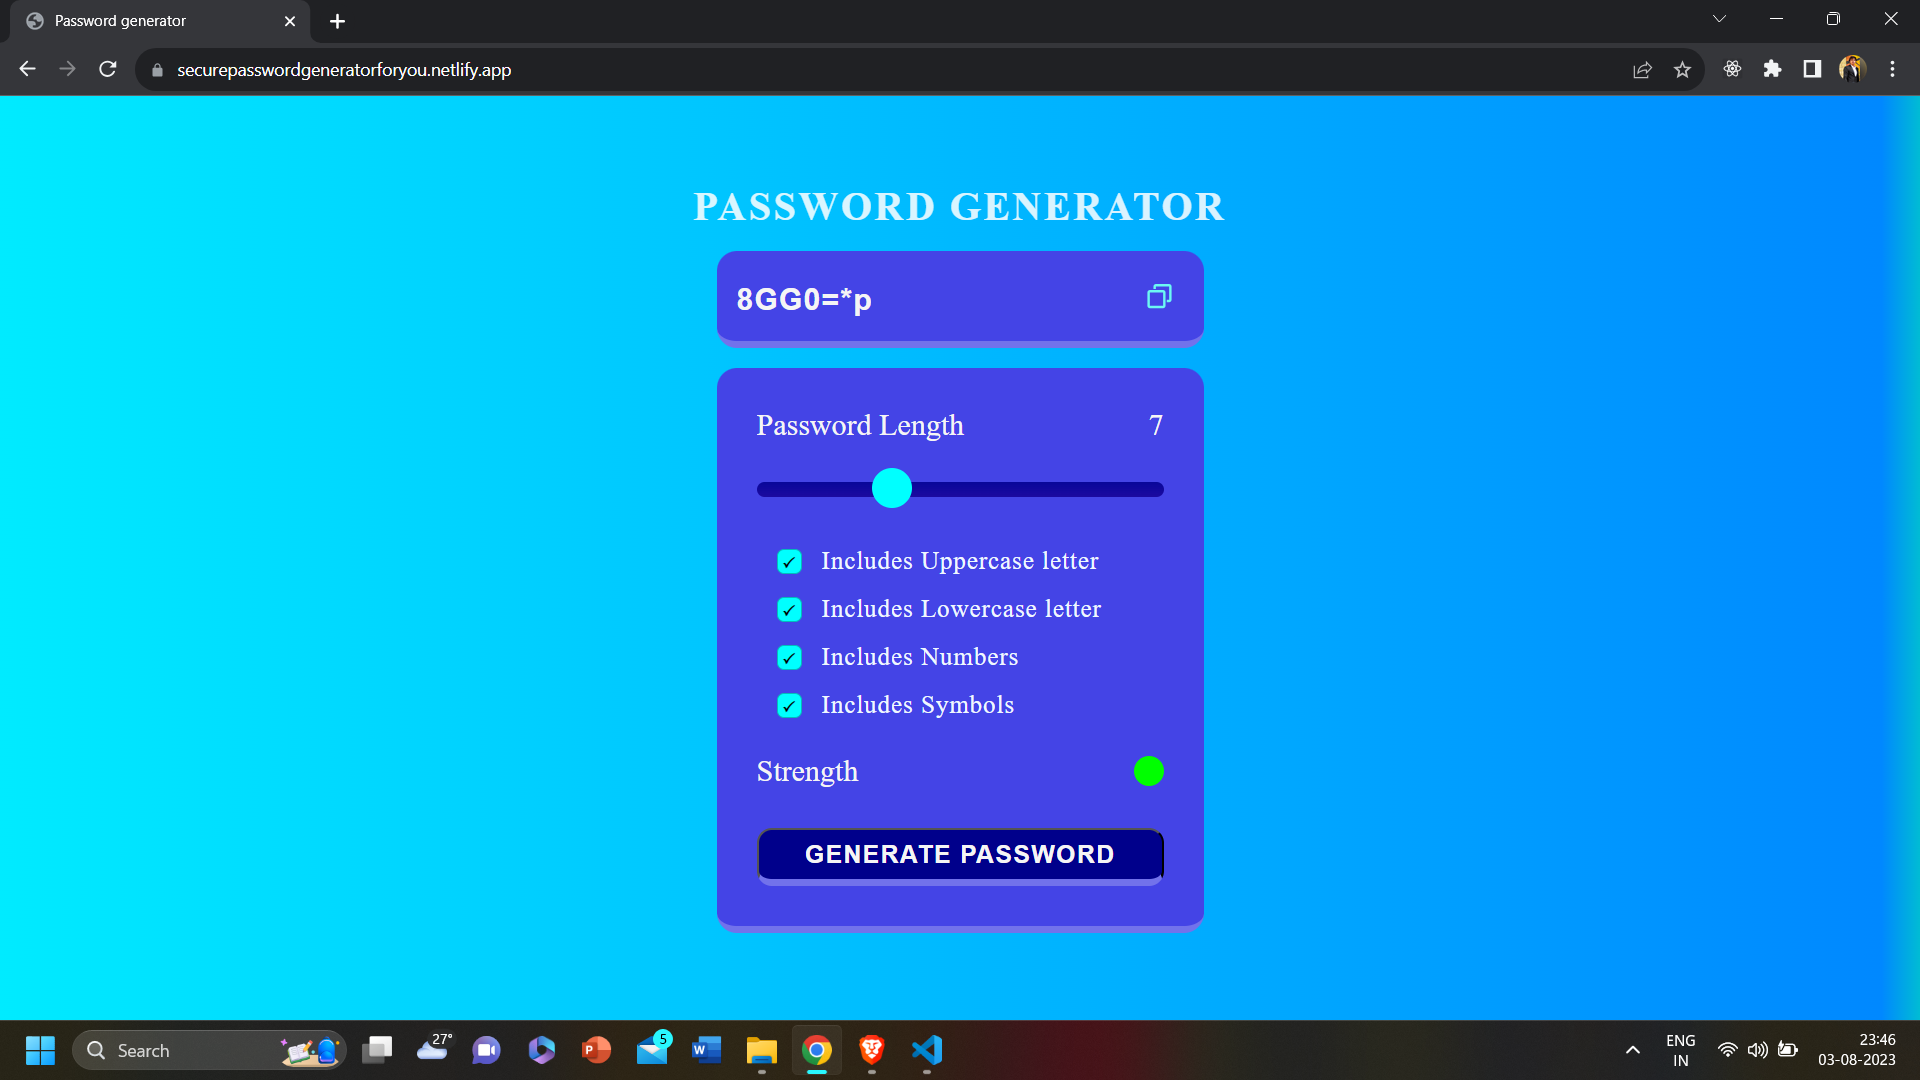 Password generator
securepasswordgeneratorforyou.netlify.app
PASSWORD GENERATOR
8GG0=*p
Password Length 7
✓ Includes Uppercase letter
✓ Includes Lowercase letter
✓ Includes Numbers
✓ Includes Symbols
Strength
GENERATE PASSWORD
Search
27°
P
5
W
ENG
IN
23:46
03-08-2023